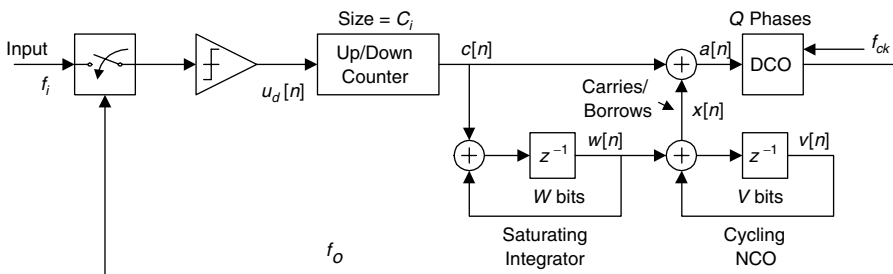 Size = C_i
Q Phases
Input
Up/Down
Counter
c[n]
a[n]
f_ck
DCO
f_i
u_d[n]
Carries/
Borrows
x[n]
z⁻¹
w[n]
z⁻¹
v[n]
W bits
V bits
Saturating
Integrator
Cycling
NCO
f_o